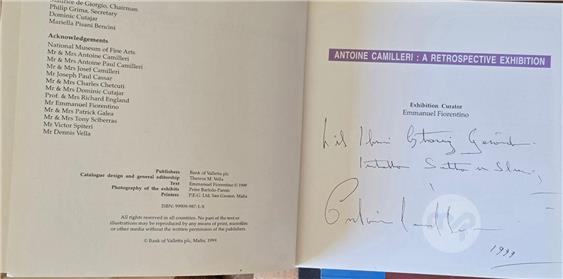 Maurice de Giorgio, Chairman
Philip Grima, Secretary
Dominic Cutajar
Mariella Pisani Bencini
Acknowledgements
National Museum of Fine Arts
Mr & Mrs Antoine Camilleri
Mr & Mrs Antoine Paul Camilleri
Mr & Mrs Josef Camilleri
Mr Joseph Paul Cassar
Mr & Mrs Charles Chetcuti
Mr & Mrs Dominic Cutajar
Prof. & Mrs Richard England
Mr Emmanuel Fiorentino
Mr & Mrs Patrick Galea
Mr & Mrs Tony Sciberras
Mr Victor Spiteri
Mr Dennis Vella
Publishers Bank of Valletta plc
Catalogue design and general editorship Theresa M. Vella
Text Emmanuel Fiorentino © 1999
Photography of the exhibits Peter Bartolo Parnis
Printers P.E.G. Ltd, San Gwann, Malta
All rights reserved in all countries. No part of the text or
illustrations may be reproduced by any means of print, microfilm
or other methods without the written permission of the publishers.
© Bank of Valletta plc, Malta, 1999.
ANTOINE CAMILLERI : A RETROSPECTIVE EXHIBITION
Exhibition Curator
Emmanuel Fiorentino
Lil Ibni
1999